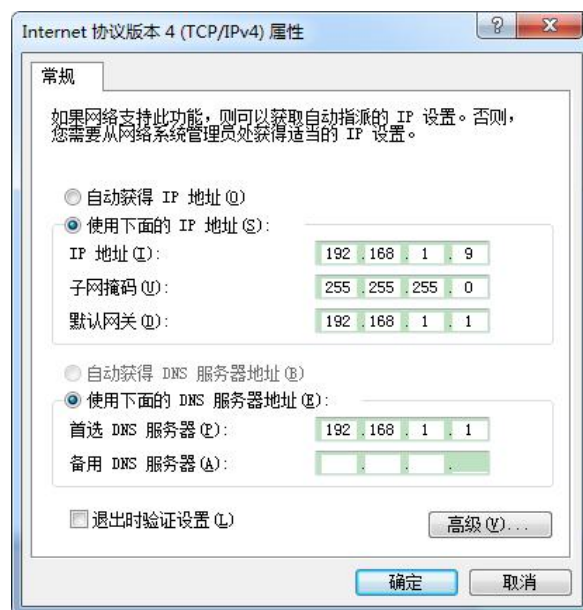 Internet 协议版本 4 (TCP/IPv4) 属性
常规
如果网络支持此功能，则可以获取自动指派的 IP 设置。否则，
您需要从网络系统管理员处获得适当的 IP 设置。
自动获得 IP 地址(O)
使用下面的 IP 地址(S):
IP 地址(I): 192 .168 . 1 . 9
子网掩码(U): 255 .255 .255 . 0
默认网关(D): 192 .168 . 1 . 1
自动获得 DNS 服务器地址(B)
使用下面的 DNS 服务器地址(E):
首选 DNS 服务器(P): 192 .168 . 1 . 1
备用 DNS 服务器(A): . . .
退出时验证设置(L)
高级(V)...
确定 取消